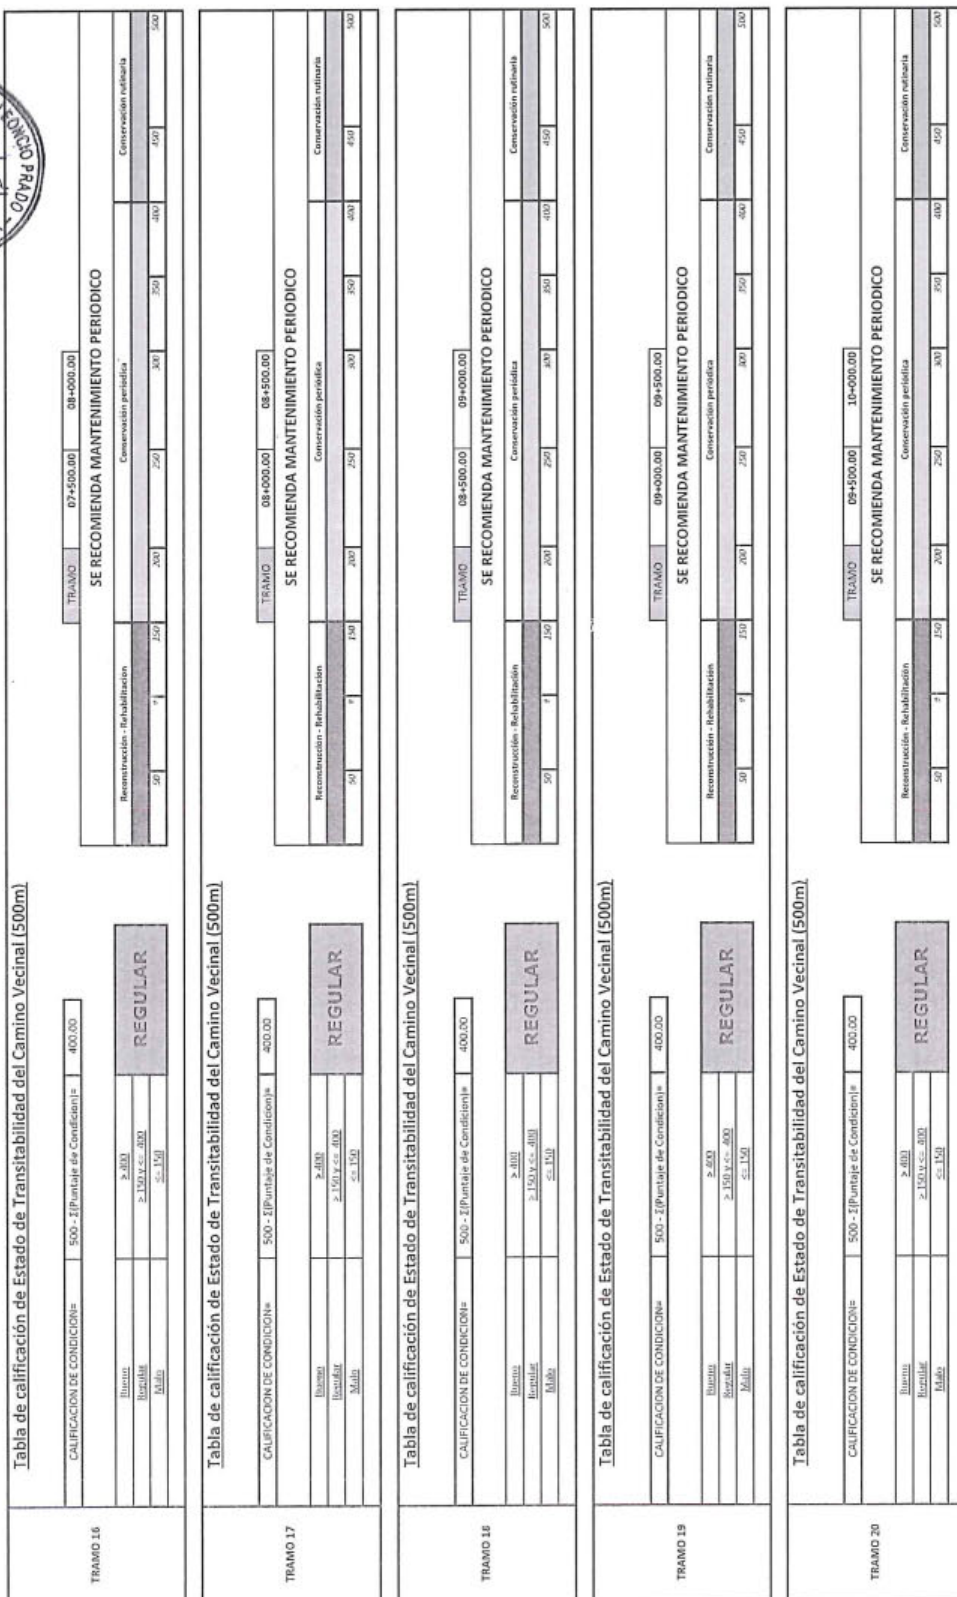 LEONCIO PRADO
TRAMO 16
Tabla de calificación de Estado de Transitabilidad del Camino Vecinal (500m)
CALIFICACION DE CONDICION= 500 - Σ(Puntaje de Condicion)= 400.00
TRAMO 07+500.00 08+000.00
SE RECOMIENDA MANTENIMIENTO PERIODICO
Bueno > 400
Regular > 150 y <= 400
Malo <= 150
REGULAR
Reconstrucción - Rehabilitacion Conservación periódica Conservación rutinaria
50 150 200 250 300 350 400 450 500
TRAMO 17
Tabla de calificación de Estado de Transitabilidad del Camino Vecinal (500m)
CALIFICACION DE CONDICION= 500 - Σ(Puntaje de Condicion)= 400.00
TRAMO 08+000.00 08+500.00
SE RECOMIENDA MANTENIMIENTO PERIODICO
Bueno > 400
Regular > 150 y <= 400
Malo <= 150
REGULAR
Reconstrucción - Rehabilitacion Conservación periódica Conservación rutinaria
50 150 200 250 300 350 400 450 500
TRAMO 18
Tabla de calificación de Estado de Transitabilidad del Camino Vecinal (500m)
CALIFICACION DE CONDICION= 500 - Σ(Puntaje de Condicion)= 400.00
TRAMO 08+500.00 09+000.00
SE RECOMIENDA MANTENIMIENTO PERIODICO
Bueno > 400
Regular > 150 y <= 400
Malo <= 150
REGULAR
Reconstrucción - Rehabilitación Conservación periódica Conservación rutinaria
50 150 200 250 300 350 400 450 500
TRAMO 19
Tabla de calificación de Estado de Transitabilidad del Camino Vecinal (500m)
CALIFICACION DE CONDICION= 500 - Σ(Puntaje de Condicion)= 400.00
TRAMO 09+000.00 09+500.00
SE RECOMIENDA MANTENIMIENTO PERIODICO
Bueno > 400
Regular > 150 y <= 400
Malo <= 150
REGULAR
Reconstrucción - Rehabilitación Conservación periódica Conservación rutinaria
50 150 200 250 300 350 400 450 500
TRAMO 20
Tabla de calificación de Estado de Transitabilidad del Camino Vecinal (500m)
CALIFICACION DE CONDICION= 500 - Σ(Puntaje de Condicion)= 400.00
TRAMO 09+500.00 10+000.00
SE RECOMIENDA MANTENIMIENTO PERIODICO
Bueno > 400
Regular > 150 y <= 400
Malo <= 150
REGULAR
Reconstrucción - Rehabilitación Conservación periódica Conservación rutinaria
50 150 200 250 300 350 400 450 500